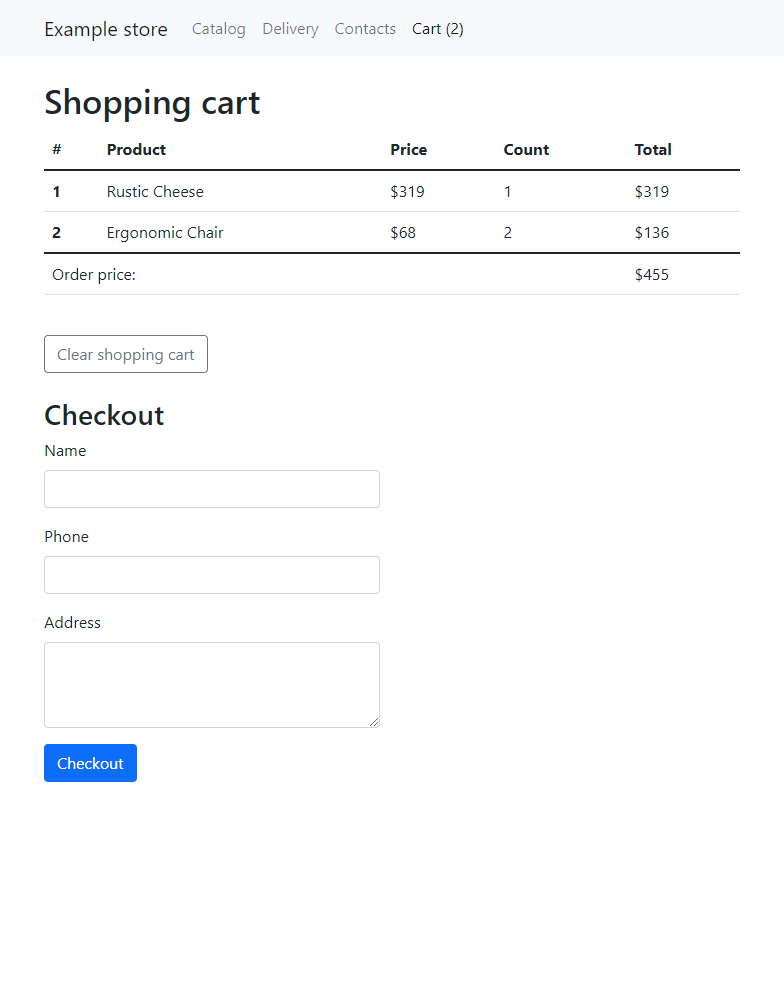 Example store Catalog Delivery Contacts Cart (2)
Shopping cart
# Product Price Count Total
1 Rustic Cheese $319 1 $319
2 Ergonomic Chair $68 2 $136
Order price: $455
Clear shopping cart
Checkout
Name
Phone
Address
Checkout